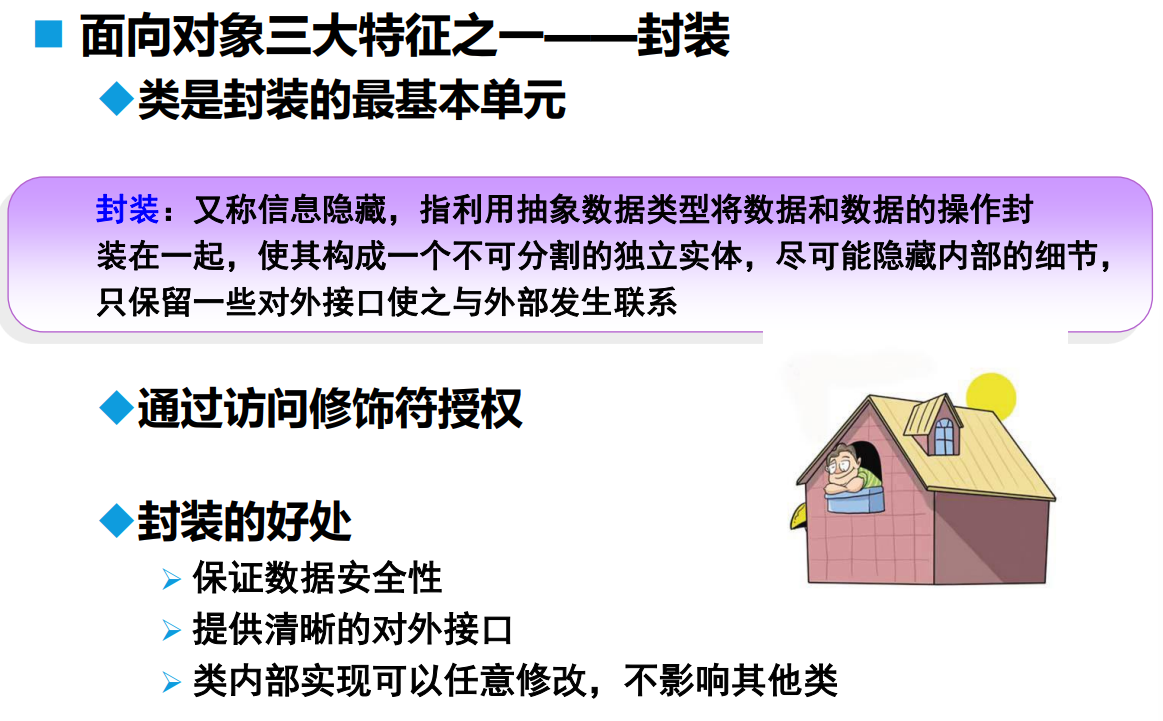 面向对象三大特征之一——封装
类是封装的最基本单元
封装：又称信息隐藏，指利用抽象数据类型将数据和数据的操作封
装在一起，使其构成一个不可分割的独立实体，尽可能隐藏内部的细节，
只保留一些对外接口使之与外部发生联系
通过访问修饰符授权
封装的好处
保证数据安全性
提供清晰的对外接口
类内部实现可以任意修改，不影响其他类